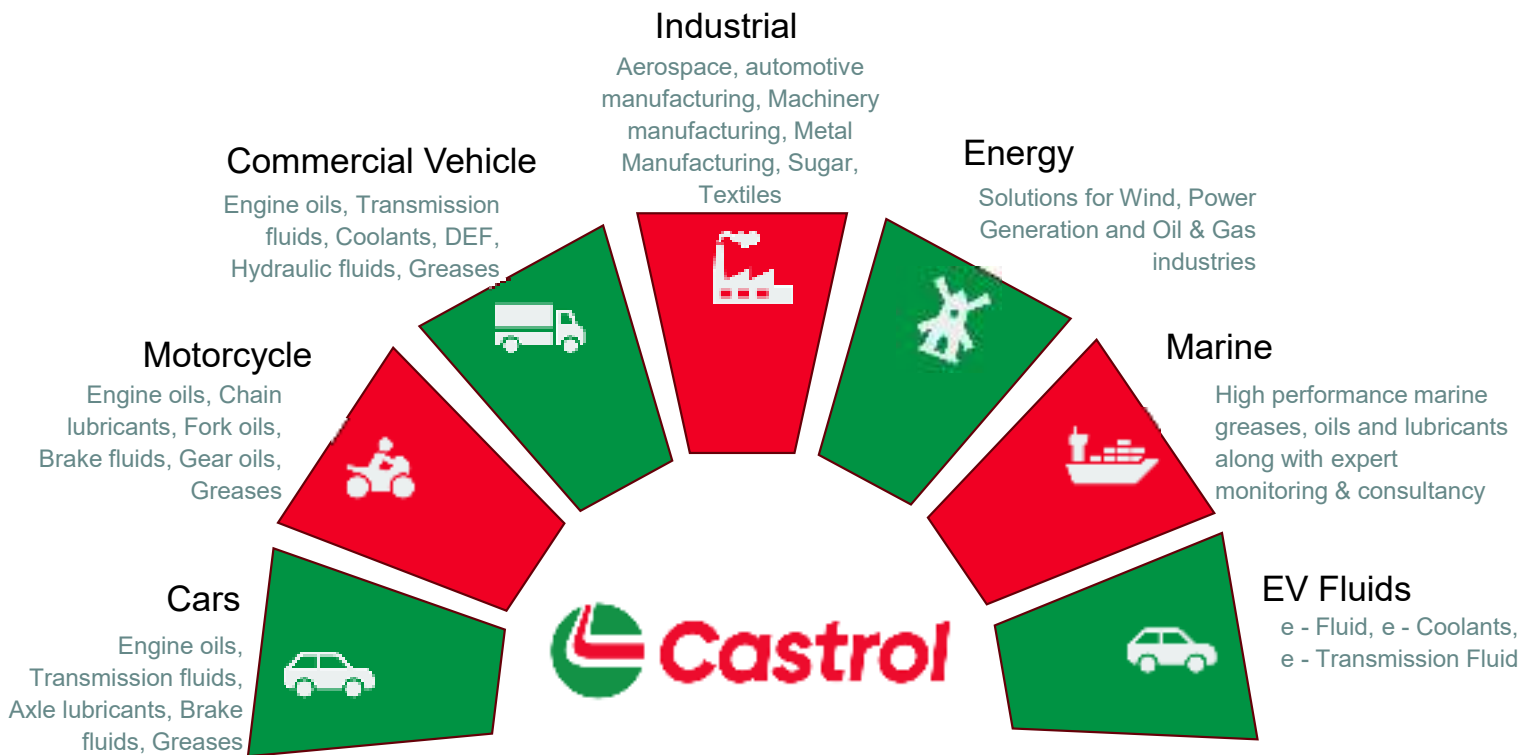 Industrial
Aerospace, automotive
manufacturing, Machinery
manufacturing, Metal
Manufacturing, Sugar,
Textiles
Commercial Vehicle
Engine oils, Transmission
fluids, Coolants, DEF,
Hydraulic fluids, Greases
Energy
Solutions for Wind, Power
Generation and Oil & Gas
industries
Motorcycle
Engine oils, Chain
lubricants, Fork oils,
Brake fluids, Gear oils,
Greases
Marine
High performance marine
greases, oils and lubricants
along with expert
monitoring & consultancy
Cars
Engine oils,
Transmission fluids,
Axle lubricants, Brake
fluids, Greases
Castrol
EV Fluids
e - Fluid, e - Coolants,
e - Transmission Fluid